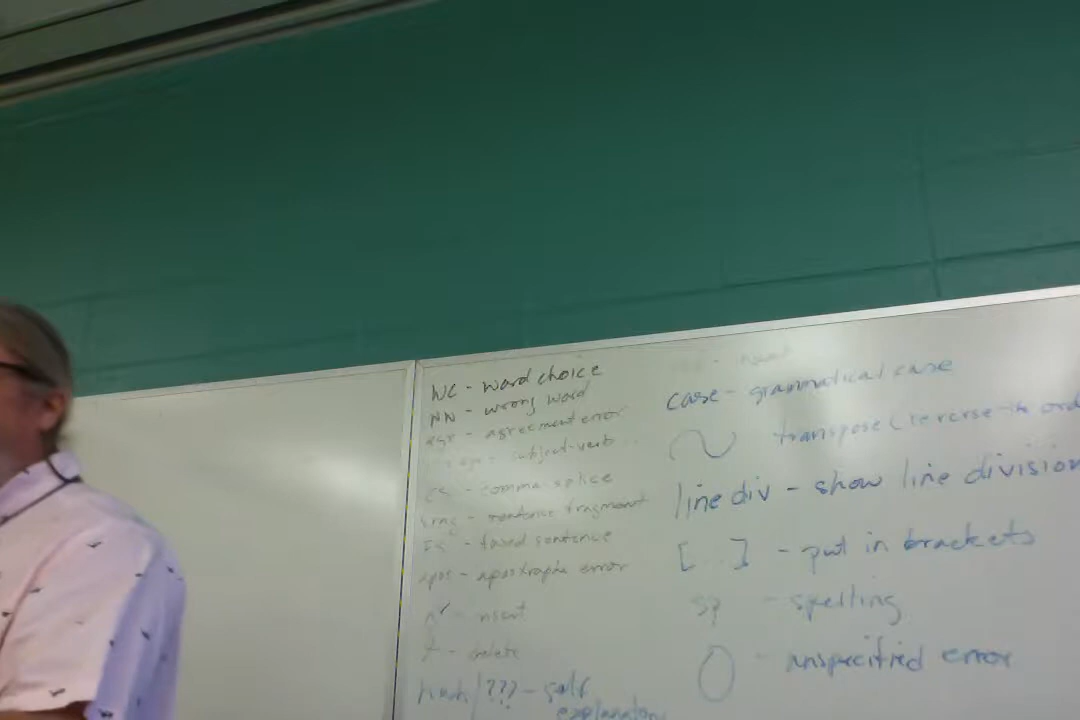 WC - word choice
WW - wrong word
agr - agreement error
subject-verb
cs - comma splice
frag - sentence fragment
FS - fused sentence
apos - apostrophe error
insert
delete
huh/??? - self
explanatory
case - grammatical case
transpose (reverse
line div - show line division
[...] - put in brackets
sp - spelling
- unspecified error